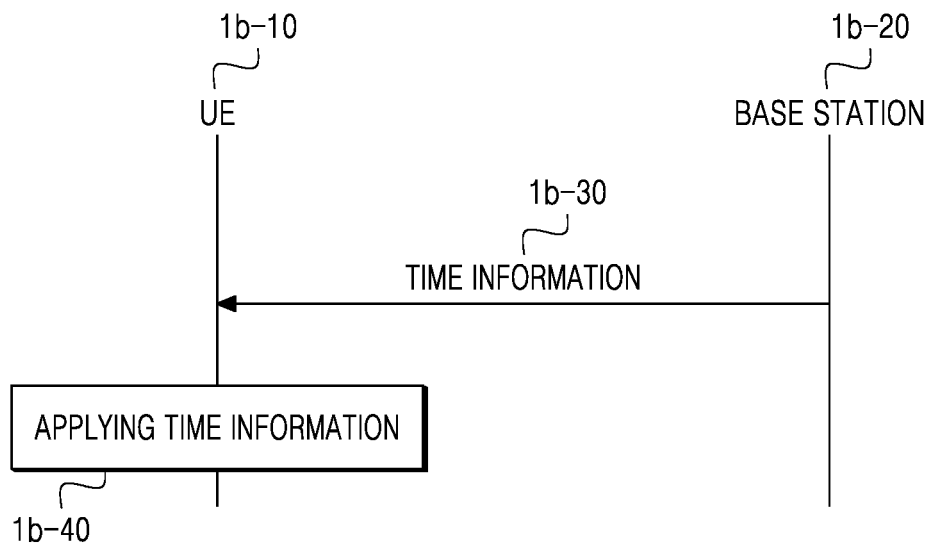 1b-10
1b-20
UE
BASE STATION
1b-30
TIME INFORMATION
APPLYING TIME INFORMATION
1b-40